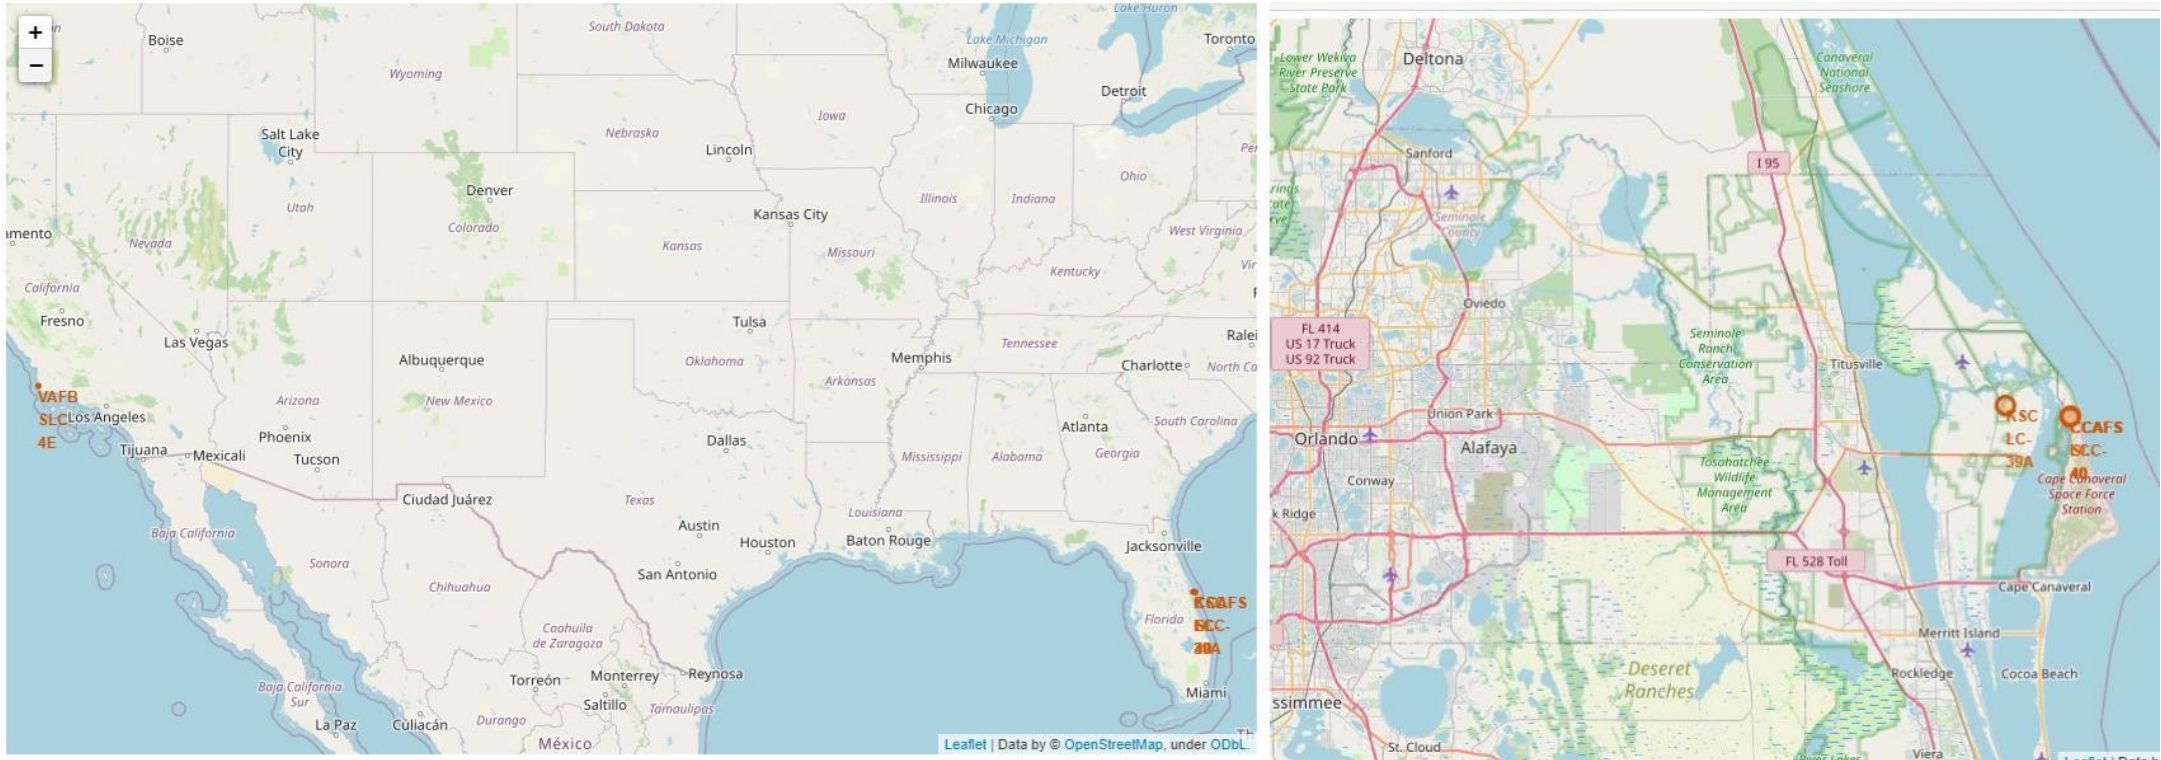 +
−
Boise
South Dakota
Lake Huron
Lake Michigan
Toronto
Wyoming
Milwaukee
Detroit
Chicago
Salt Lake
City
Iowa
Nebraska
Lincoln
Ohio
Denver
Utah
Illinois
Indiana
Colorado
Kansas City
West Virginia
Nevada
Kansas
Missouri
Kentucky
California
Fresno
Las Vegas
Tulsa
Albuquerque
Oklahoma
Memphis
Tennessee
Charlotte
Arkansas
VAFB
SLC-
4E
Los Angeles
Arizona
New Mexico
South Carolina
Phoenix
Atlanta
Tijuana
Mexicali
Tucson
Dallas
Mississippi
Alabama
Georgia
Ciudad Juárez
Texas
Louisiana
Baja California
Austin
Houston
Baton Rouge
Jacksonville
Sonora
San Antonio
Chihuahua
Florida
Coahuila
de Zaragoza
Baja California
Sur
Torreón
Monterrey
Reynosa
Miami
Saltillo
Tamaulipas
La Paz
Culiacán
Durango
México
Leaflet | Data by © OpenStreetMap, under ODbL.
Lower Wekiva
River Preserve
State Park
Deltona
Canaveral
National
Seashore
Sanford
I 95
Seminole
County
Oviedo
FL 414
US 17 Truck
US 92 Truck
Seminole
Ranch
Conservation
Area
Titusville
Union Park
KSC
LC-
39A
CCAFS
40
Orlando
Alafaya
Conway
Tosohatchee
Wildlife
Management
Area
Cape Canaveral
Space Force
Station
k Ridge
FL 528 Toll
Cape Canaveral
Merritt Island
Deseret
Ranches
Rockledge
Cocoa Beach
ssimmee
St. Cloud
Viera